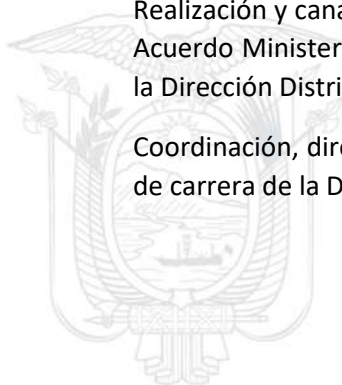 Realización y cana
Acuerdo Minister
la Dirección Distri
Coordinación, dire
de carrera de la D